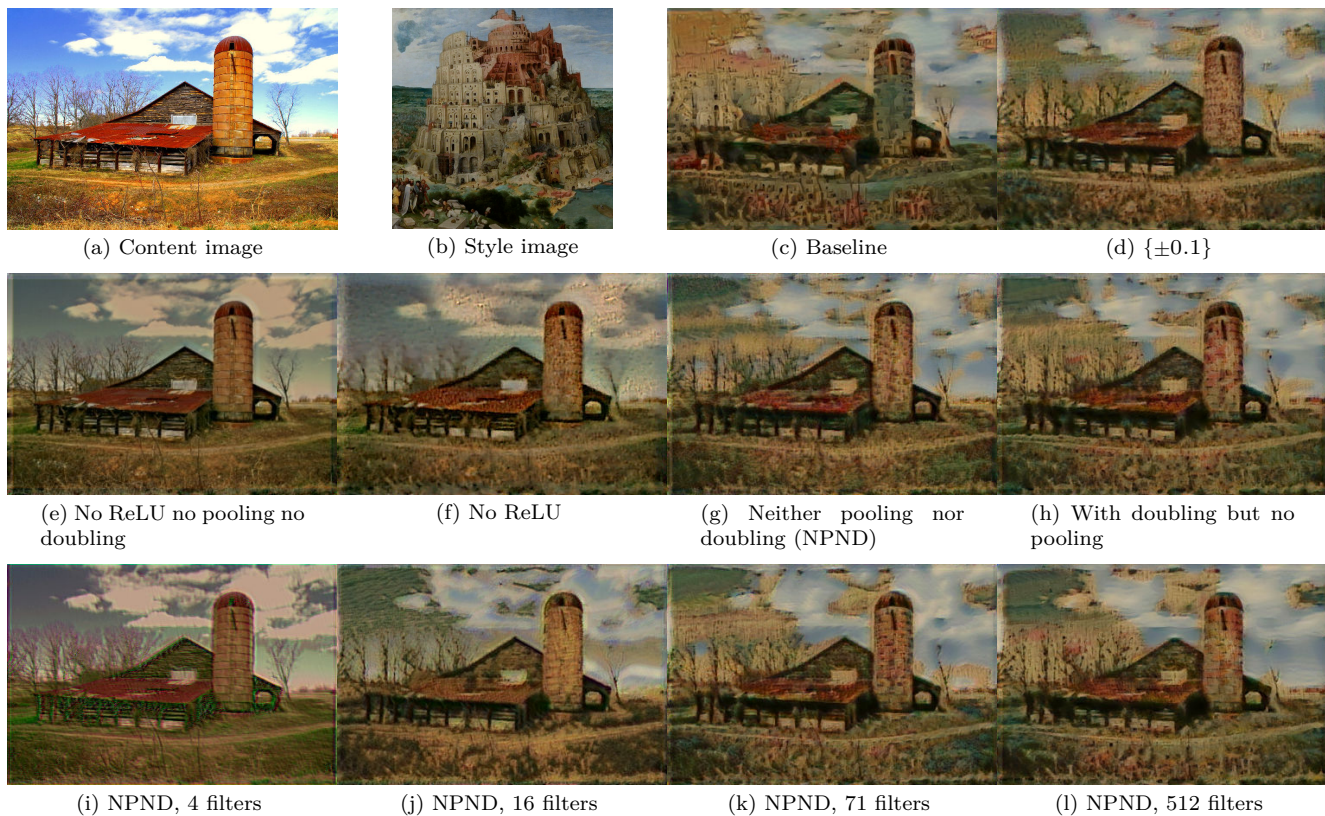 (a) Content image
(b) Style image
(c) Baseline
(d) {±0.1}
(e) No ReLU no pooling no
doubling
(f) No ReLU
(g) Neither pooling nor
doubling (NPND)
(h) With doubling but no
pooling
(i) NPND, 4 filters
(j) NPND, 16 filters
(k) NPND, 71 filters
(l) NPND, 512 filters